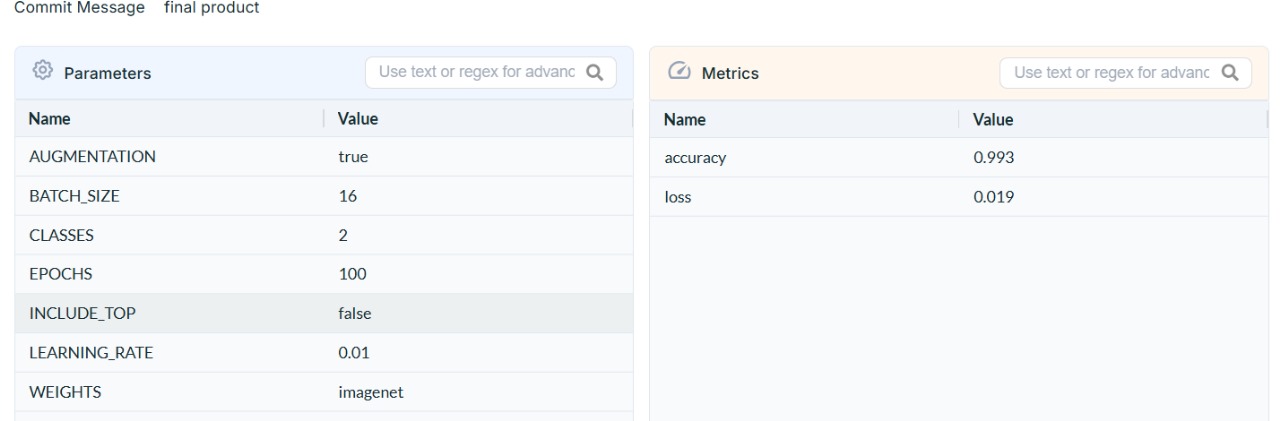 Commit Message final product
Parameters
Use text or regex for advanc
Name Value
AUGMENTATION true
BATCH_SIZE 16
CLASSES 2
EPOCHS 100
INCLUDE_TOP false
LEARNING_RATE 0.01
WEIGHTS imagenet
Metrics
Use text or regex for advanc
Name Value
accuracy 0.993
loss 0.019